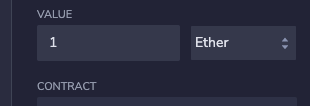 VALUE
1 Ether
CONTRACT